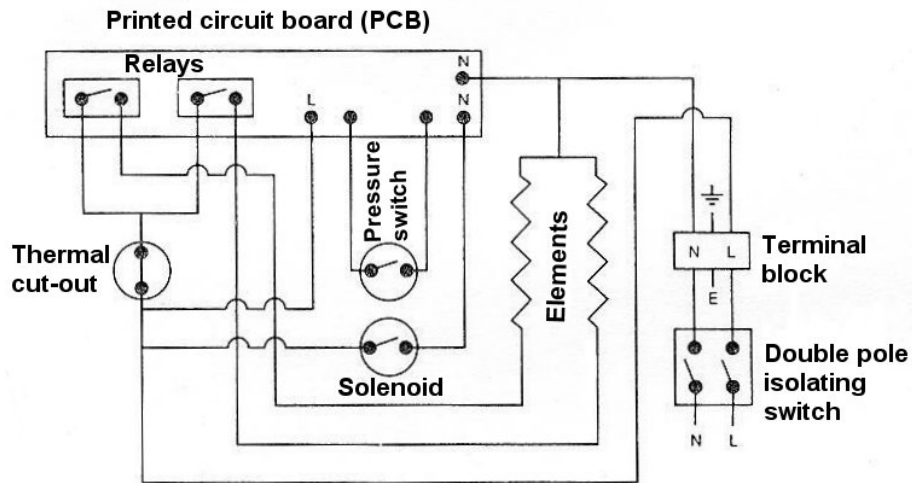 Printed circuit board (PCB)
Relays
N
L
N
Pressure
switch
Thermal
cut-out
Elements
N L
E
Terminal
block
Solenoid
Double pole
isolating
switch
N L